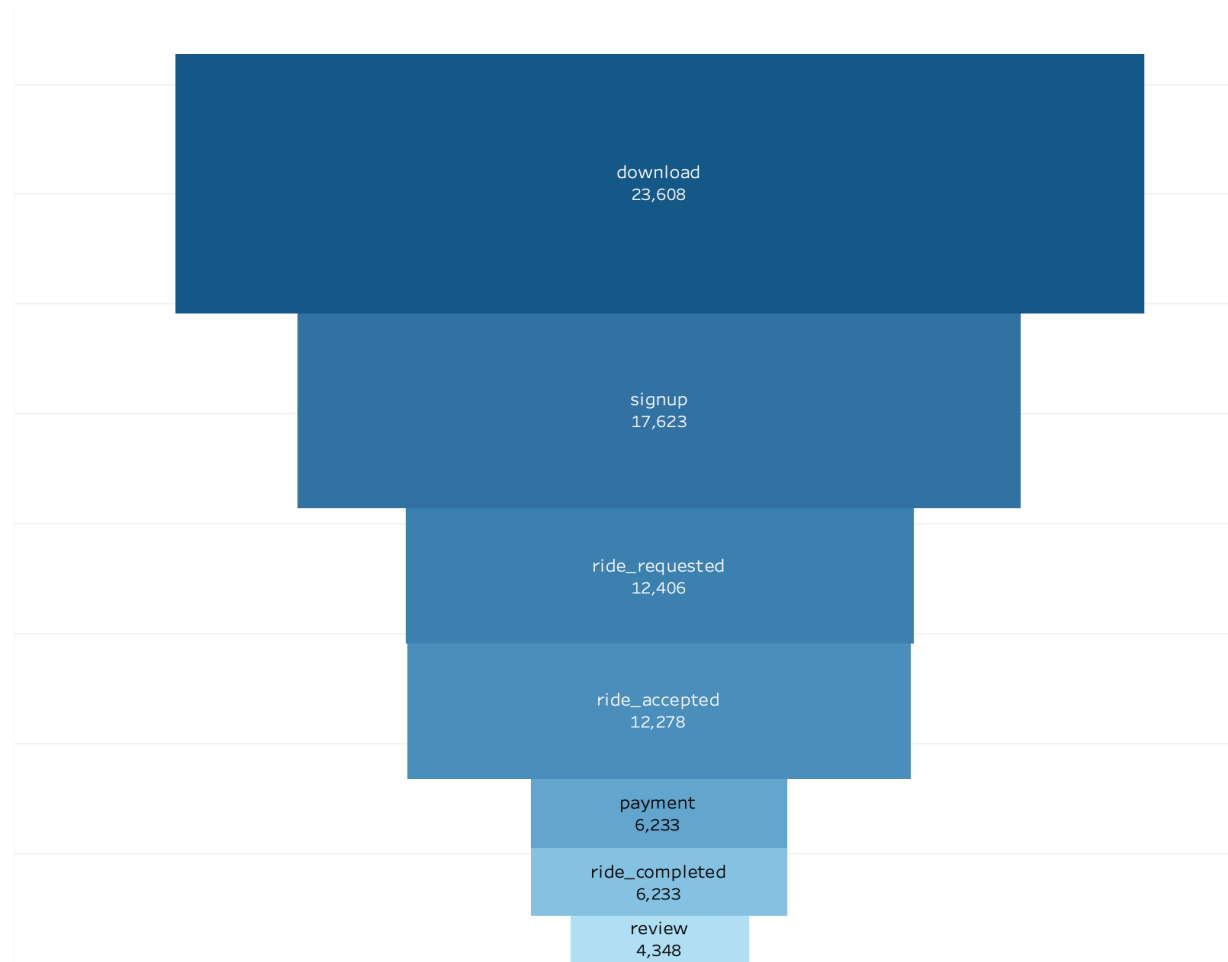 download
23,608
signup
17,623
ride_requested
12,406
ride_accepted
12,278
payment
6,233
ride_completed
6,233
review
4,348